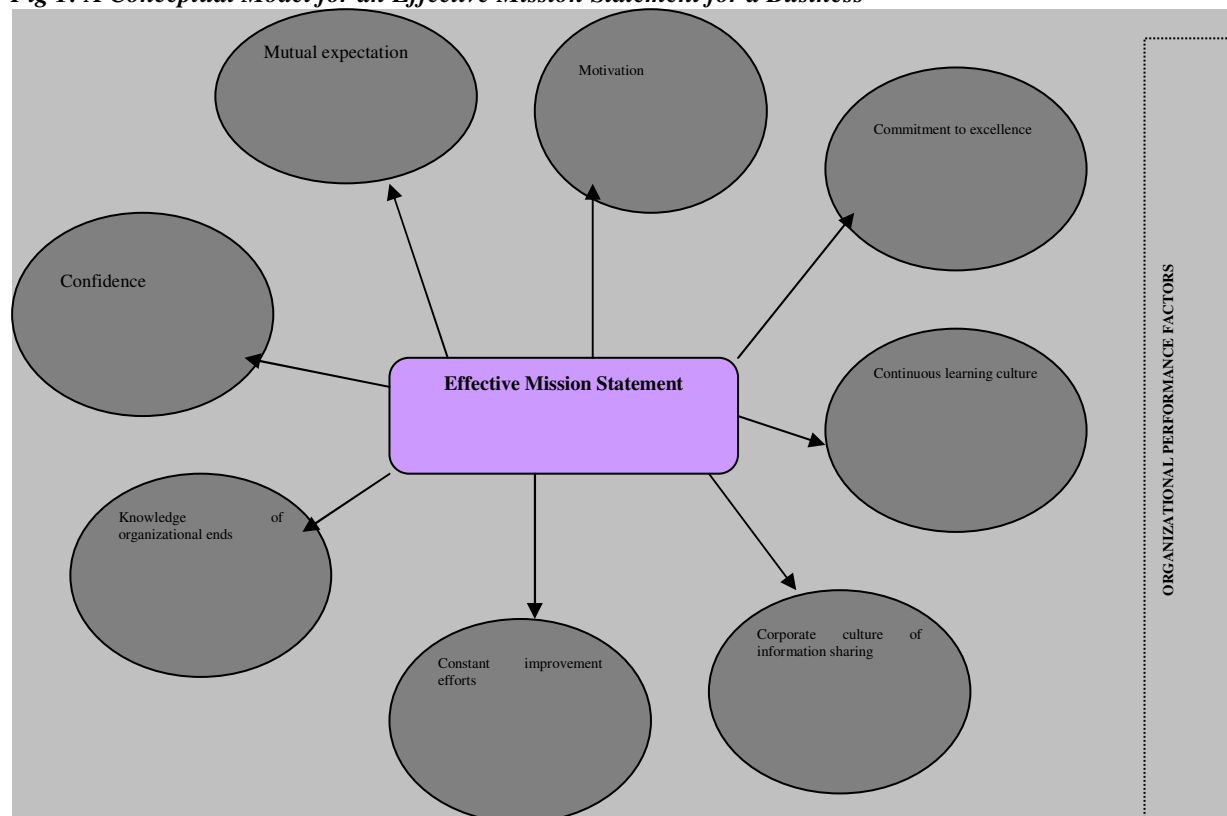 Fig 1: A Conceptual Model for an Effective Mission Statement for a Business
Mutual expectation
Motivation
Commitment to excellence
Confidence
Continuous learning culture
Effective Mission Statement
Knowledge of
organizational ends
Constant improvement
efforts
Corporate culture of
information sharing
ORGANIZATIONAL PERFORMANCE FACTORS